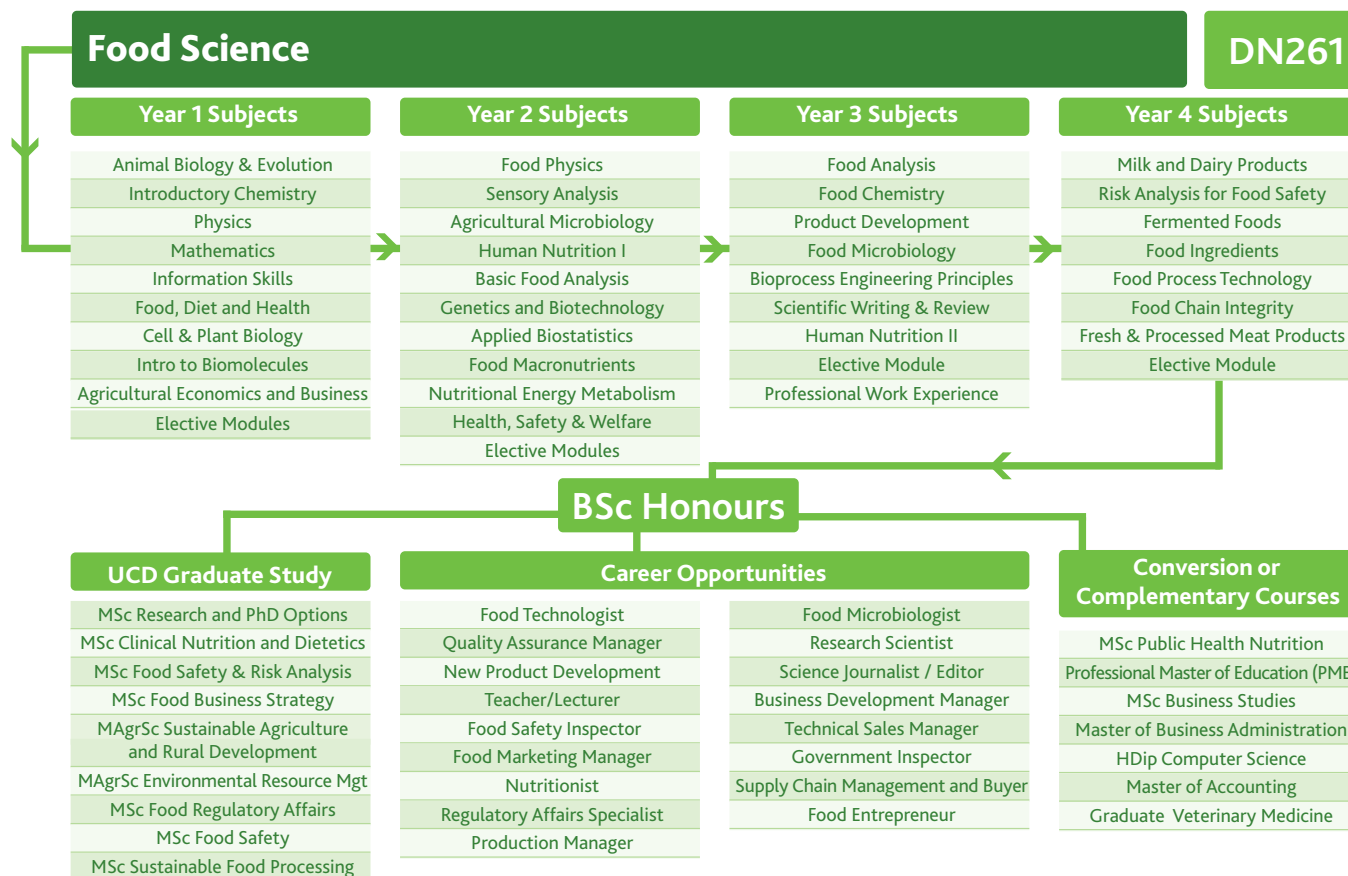 Food Science
DN261
Year 1 Subjects
Animal Biology & Evolution
Introductory Chemistry
Physics
Mathematics
Information Skills
Food, Diet and Health
Cell & Plant Biology
Intro to Biomolecules
Agricultural Economics and Business
Elective Modules
Year 2 Subjects
Food Physics
Sensory Analysis
Agricultural Microbiology
Human Nutrition I
Basic Food Analysis
Genetics and Biotechnology
Applied Biostatistics
Food Macronutrients
Nutritional Energy Metabolism
Health, Safety & Welfare
Elective Modules
Year 3 Subjects
Food Analysis
Food Chemistry
Product Development
Food Microbiology
Bioprocess Engineering Principles
Scientific Writing & Review
Human Nutrition II
Elective Module
Professional Work Experience
Year 4 Subjects
Milk and Dairy Products
Risk Analysis for Food Safety
Fermented Foods
Food Ingredients
Food Process Technology
Food Chain Integrity
Fresh & Processed Meat Products
Elective Module
BSc Honours
UCD Graduate Study
MSc Research and PhD Options
MSc Clinical Nutrition and Dietetics
MSc Food Safety & Risk Analysis
MSc Food Business Strategy
MAgrSc Sustainable Agriculture
and Rural Development
MAgrSc Environmental Resource Mgt
MSc Food Regulatory Affairs
MSc Food Safety
MSc Sustainable Food Processing
Career Opportunities
Food Technologist
Quality Assurance Manager
New Product Development
Teacher/Lecturer
Food Safety Inspector
Food Marketing Manager
Nutritionist
Regulatory Affairs Specialist
Production Manager
Food Microbiologist
Research Scientist
Science Journalist / Editor
Business Development Manager
Technical Sales Manager
Government Inspector
Supply Chain Management and Buyer
Food Entrepreneur
Conversion or
Complementary Courses
MSc Public Health Nutrition
Professional Master of Education (PME
MSc Business Studies
Master of Business Administration
HDip Computer Science
Master of Accounting
Graduate Veterinary Medicine